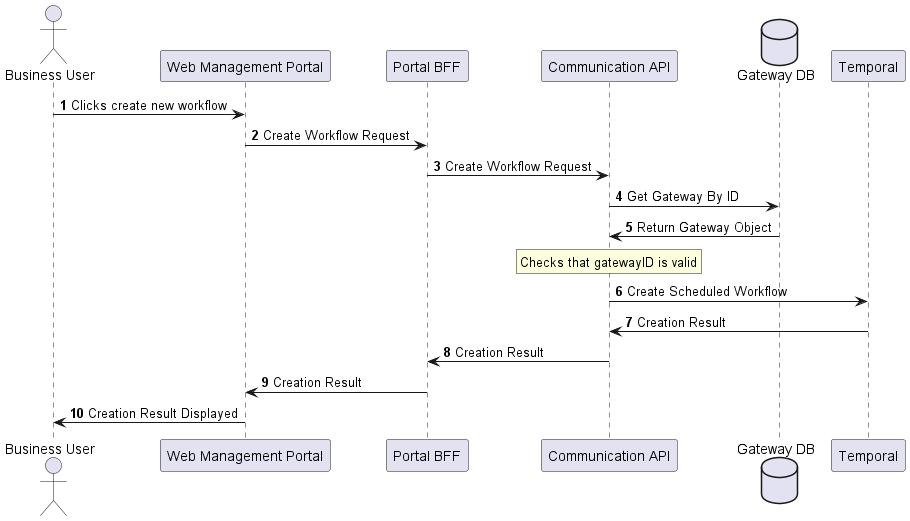 Business User
Web Management Portal
Portal BFF
Communication API
Gateway DB
Temporal
1 Clicks create new workflow
2 Create Workflow Request
3 Create Workflow Request
4 Get Gateway By ID
5 Return Gateway Object
Checks that gatewayID is valid
6 Create Scheduled Workflow
7 Creation Result
8 Creation Result
9 Creation Result
10 Creation Result Displayed
Business User
Web Management Portal
Portal BFF
Communication API
Gateway DB
Temporal